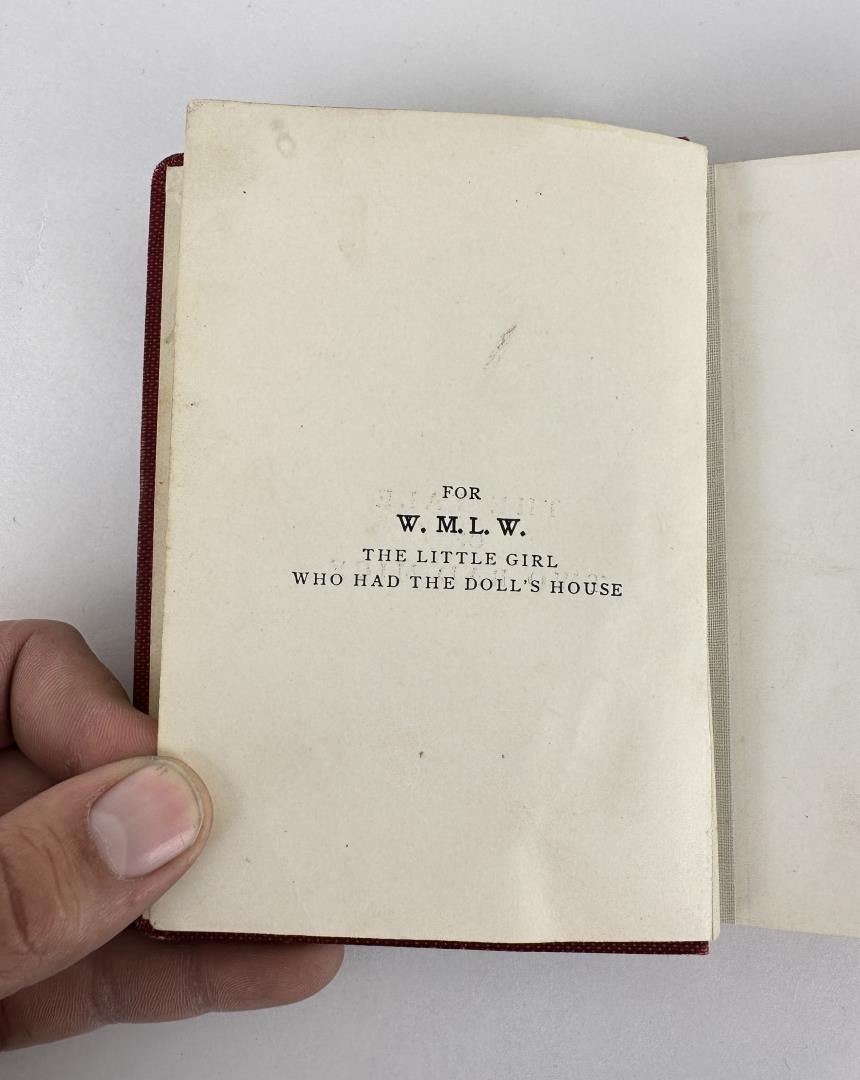 FOR
W. M. L. W.
THE LITTLE GIRL
WHO HAD THE DOLL'S HOUSE